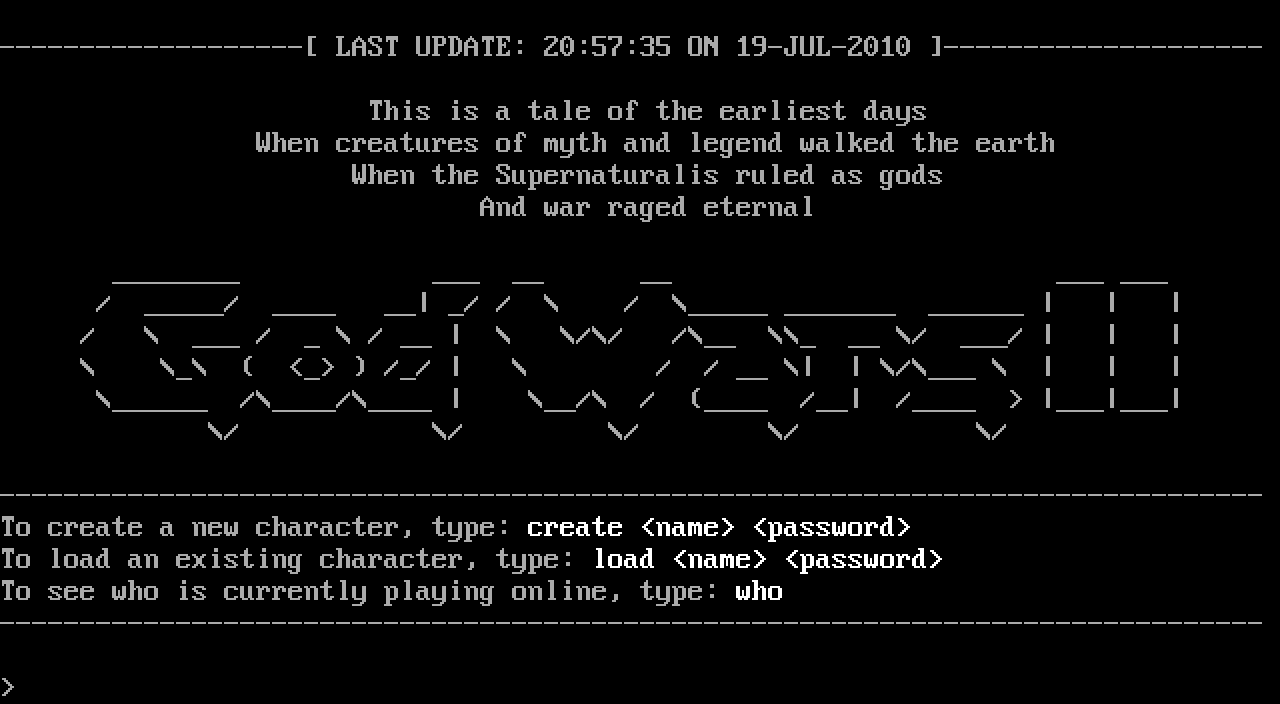 [ LAST UPDATE: 20:57:35 ON 19-JUL-2010 ]
This is a tale of the earliest days
When creatures of myth and legend walked the earth
When the Supernaturalis ruled as gods
And war raged eternal
God Wars II
To create a new character, type: create <name> <password>
To load an existing character, type: load <name> <password>
To see who is currently playing online, type: who
>